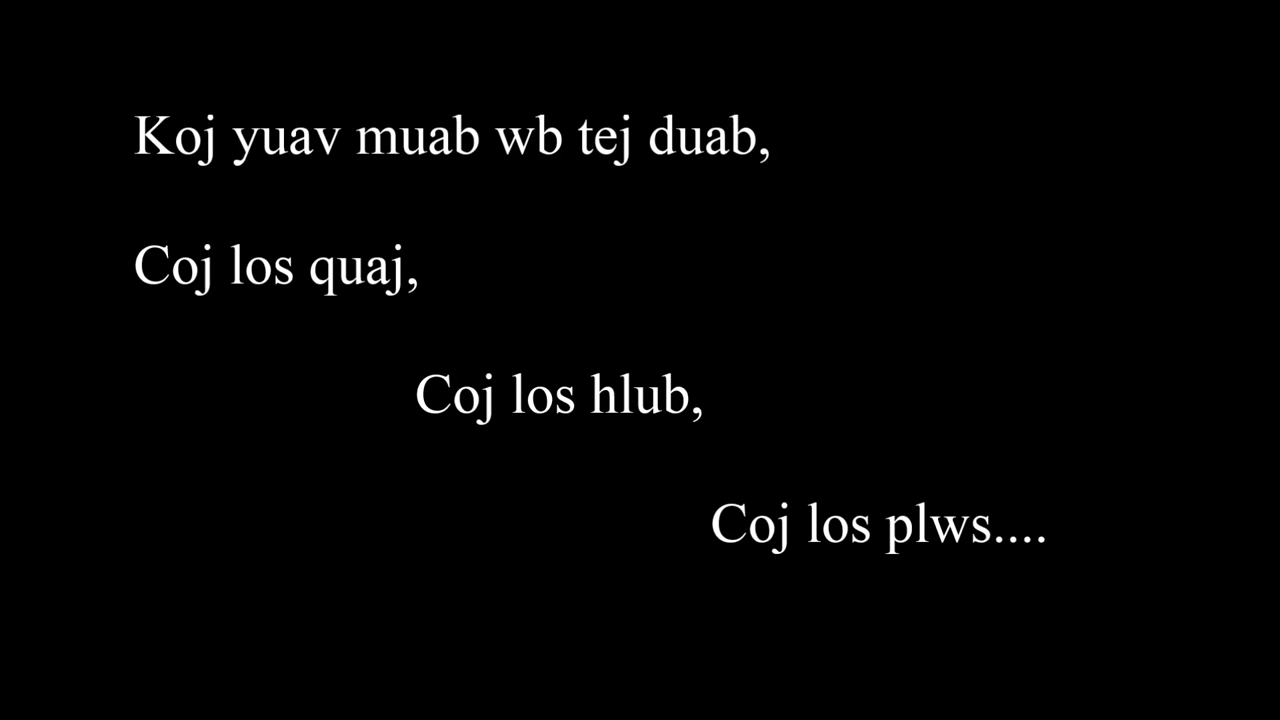 Koj yuav muab wb tej duab,
Coj los quaj,
Coj los hlub,
Coj los plws....